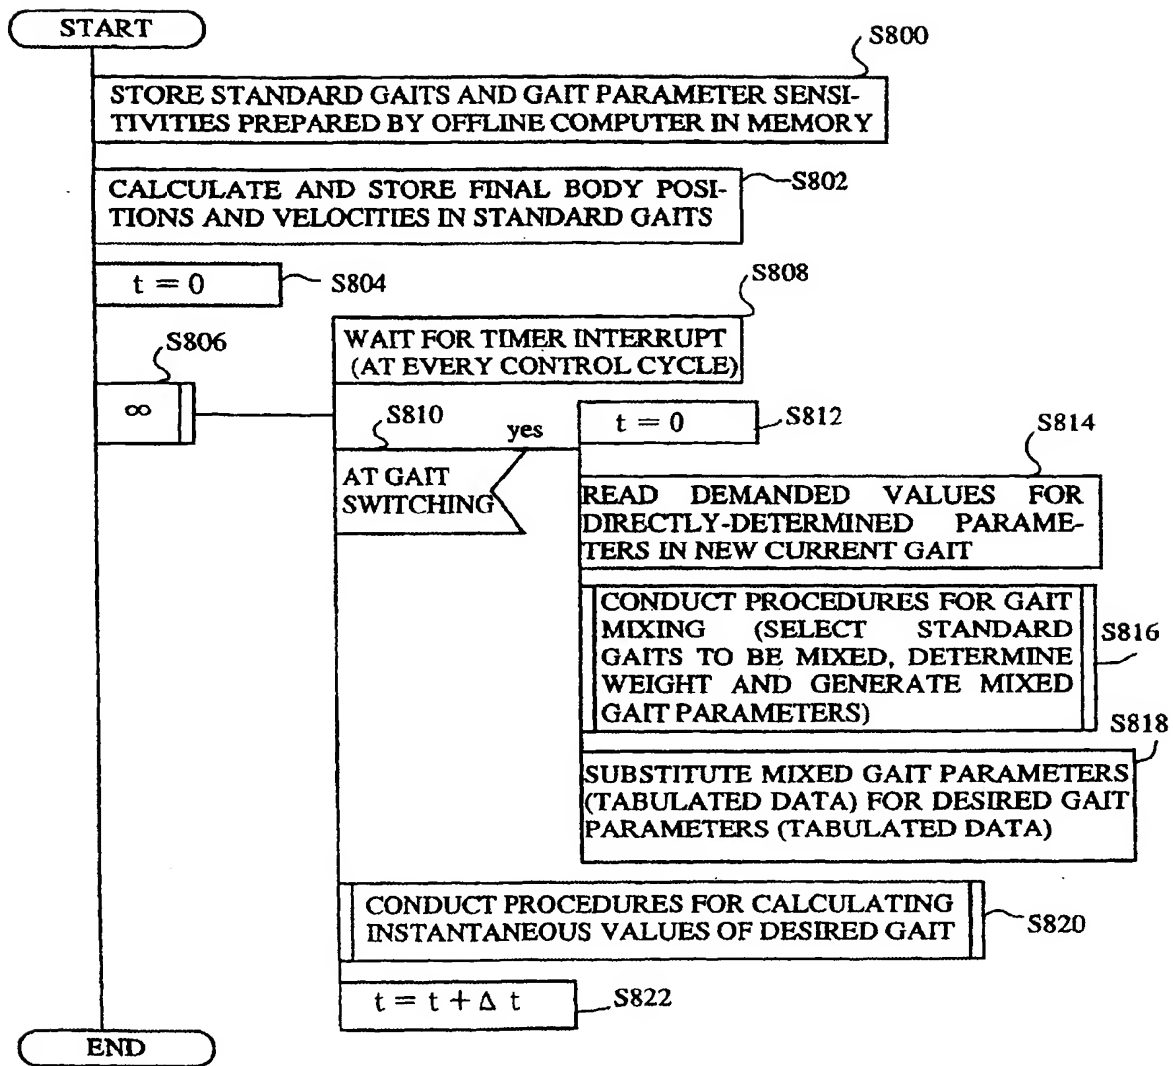 START
S800
STORE STANDARD GAITS AND GAIT PARAMETER SENSI-
TIVITIES PREPARED BY OFFLINE COMPUTER IN MEMORY
S802
CALCULATE AND STORE FINAL BODY POSI-
TIONS AND VELOCITIES IN STANDARD GAITS
t = 0
S804
S806
∞
S808
WAIT FOR TIMER INTERRUPT
(AT EVERY CONTROL CYCLE)
S810
yes
AT GAIT
SWITCHING
t = 0
S812
S814
READ DEMANDED VALUES FOR
DIRECTLY-DETERMINED PARAME-
TERS IN NEW CURRENT GAIT
CONDUCT PROCEDURES FOR GAIT
MIXING (SELECT STANDARD
GAITS TO BE MIXED, DETERMINE
WEIGHT AND GENERATE MIXED
GAIT PARAMETERS)
S816
S818
SUBSTITUTE MIXED GAIT PARAMETERS
(TABULATED DATA) FOR DESIRED GAIT
PARAMETERS (TABULATED DATA)
CONDUCT PROCEDURES FOR CALCULATING
INSTANTANEOUS VALUES OF DESIRED GAIT
S820
t = t + Δ t
S822
END